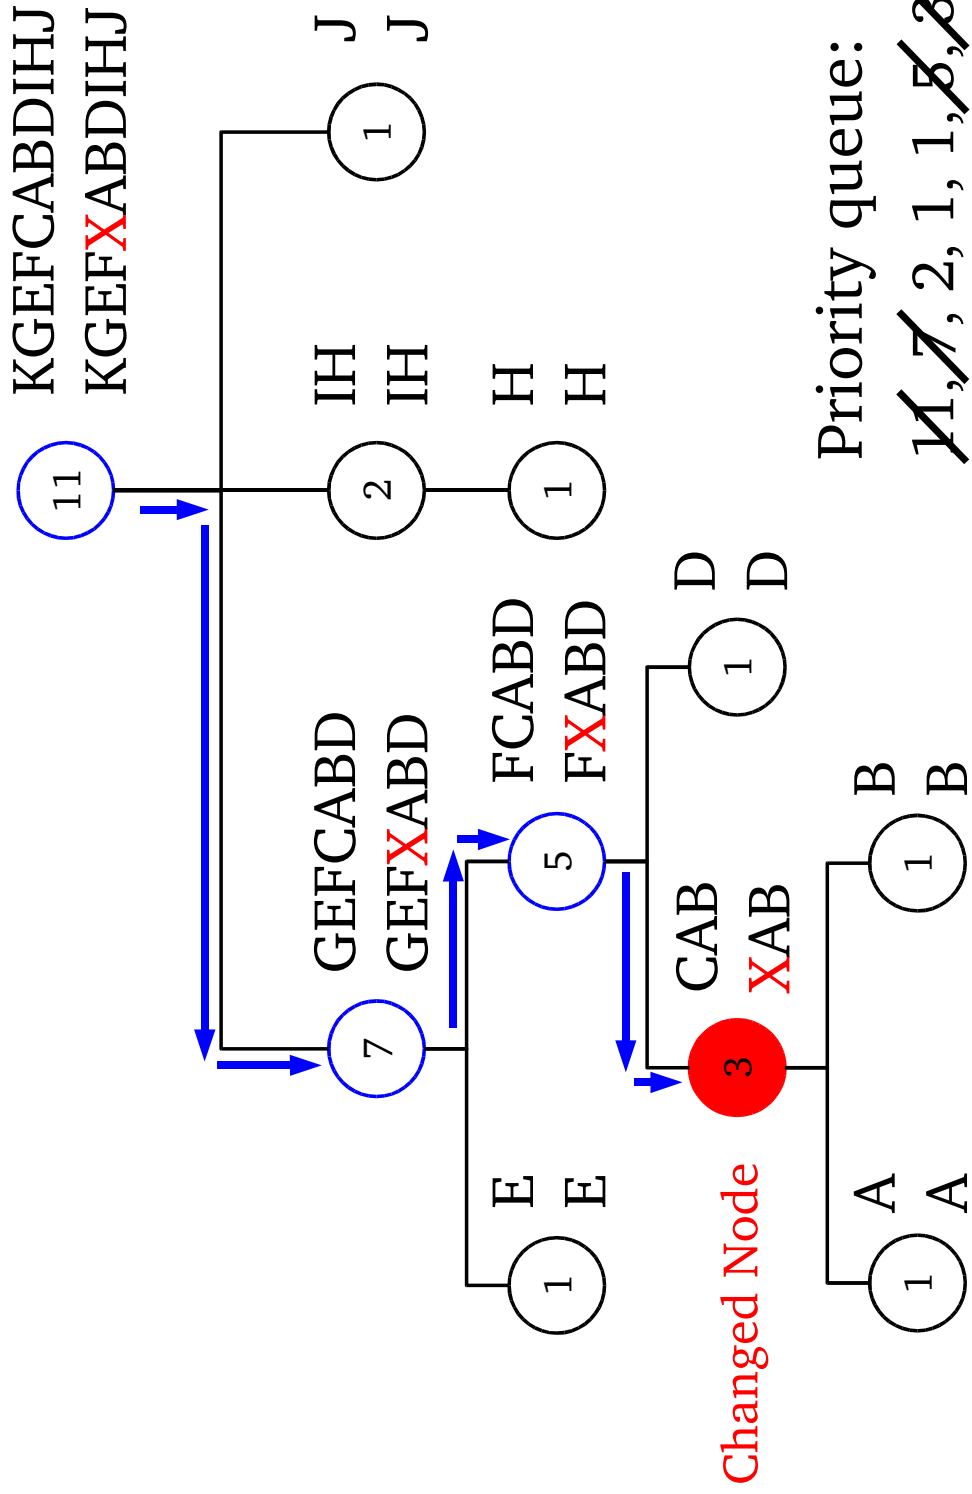 11
KGEFCABDIHJ
KGEFXABDIHJ
7
GEFCABD
GEFXABD
2
IH
IH
1
J
J
1
E
E
5
FCABD
FXABD
1
H
H
Changed Node
3
CAB
XAB
1
D
D
1
A
A
1
B
B
Priority queue:
11, 7, 2, 1, 1, 5, 3